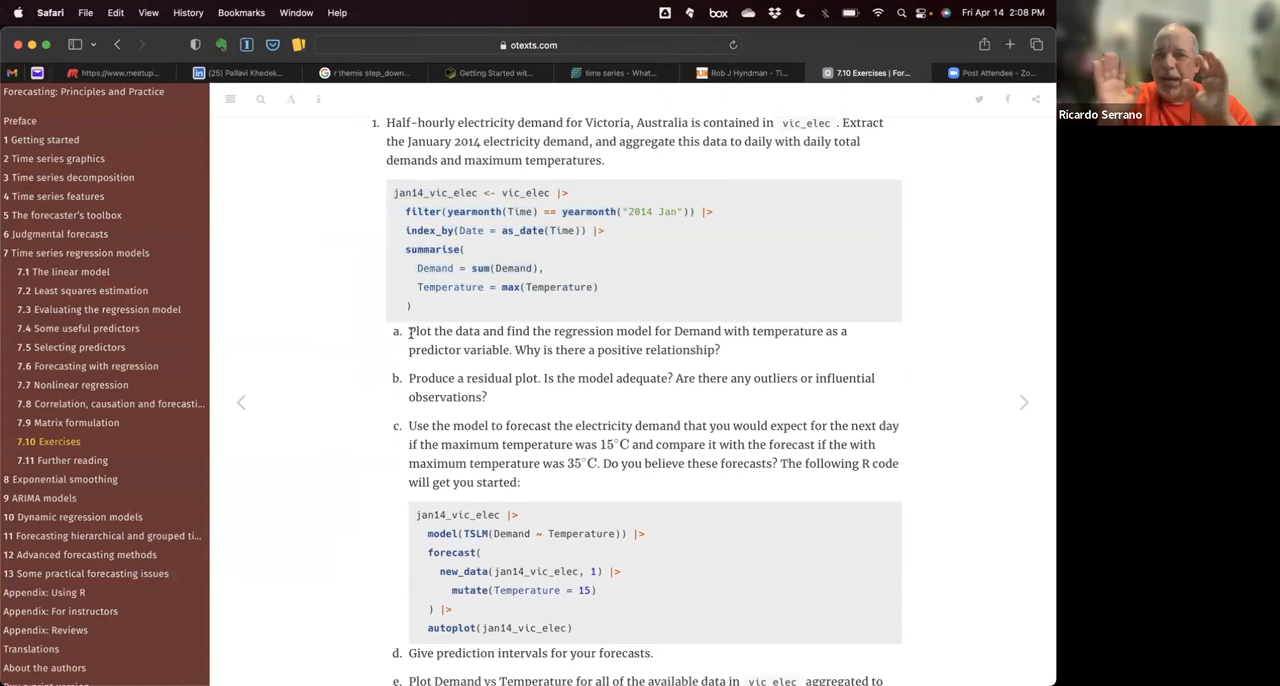 Safari File Edit View History Bookmarks Window Help
box
Fri Apr 14 2:08 PM
otexts.com
https://www.meetup...
(25) Pallavi Khedek...
r themis step_down...
Getting Started wit...
time series - What...
Rob J Hyndman - Ti...
7.10 Exercises | For...
Post Attendee - Zo...
Forecasting: Principles and Practice
Preface
1 Getting started
2 Time series graphics
3 Time series decomposition
4 Time series features
5 The forecaster's toolbox
6 Judgmental forecasts
7 Time series regression models
7.1 The linear model
7.2 Least squares estimation
7.3 Evaluating the regression model
7.4 Some useful predictors
7.5 Selecting predictors
7.6 Forecasting with regression
7.7 Nonlinear regression
7.8 Correlation, causation and forecasti...
7.9 Matrix formulation
7.10 Exercises
7.11 Further reading
8 Exponential smoothing
9 ARIMA models
10 Dynamic regression models
11 Forecasting hierarchical and grouped ti...
12 Advanced forecasting methods
13 Some practical forecasting issues
Appendix: Using R
Appendix: For instructors
Appendix: Reviews
Translations
About the authors
Buy a print version
1. Half-hourly electricity demand for Victoria, Australia is contained in vic_elec . Extract
the January 2014 electricity demand, and aggregate this data to daily with daily total
demands and maximum temperatures.
jan14_vic_elec <- vic_elec |>
filter(yearmonth(Time) == yearmonth("2014 Jan")) |>
index_by(Date = as_date(Time)) |>
summarise(
Demand = sum(Demand),
Temperature = max(Temperature)
)
a. Plot the data and find the regression model for Demand with temperature as a
predictor variable. Why is there a positive relationship?
b. Produce a residual plot. Is the model adequate? Are there any outliers or influential
observations?
c. Use the model to forecast the electricity demand that you would expect for the next day
if the maximum temperature was 15°C and compare it with the forecast if the with
maximum temperature was 35°C. Do you believe these forecasts? The following R code
will get you started:
jan14_vic_elec |>
model(TSLM(Demand ~ Temperature)) |>
forecast(
new_data(jan14_vic_elec, 1) |>
mutate(Temperature = 15)
) |>
autoplot(jan14_vic_elec)
d. Give prediction intervals for your forecasts.
e. Plot Demand vs Temperature for all of the available data in vic_elec aggregated to
Ricardo Serrano